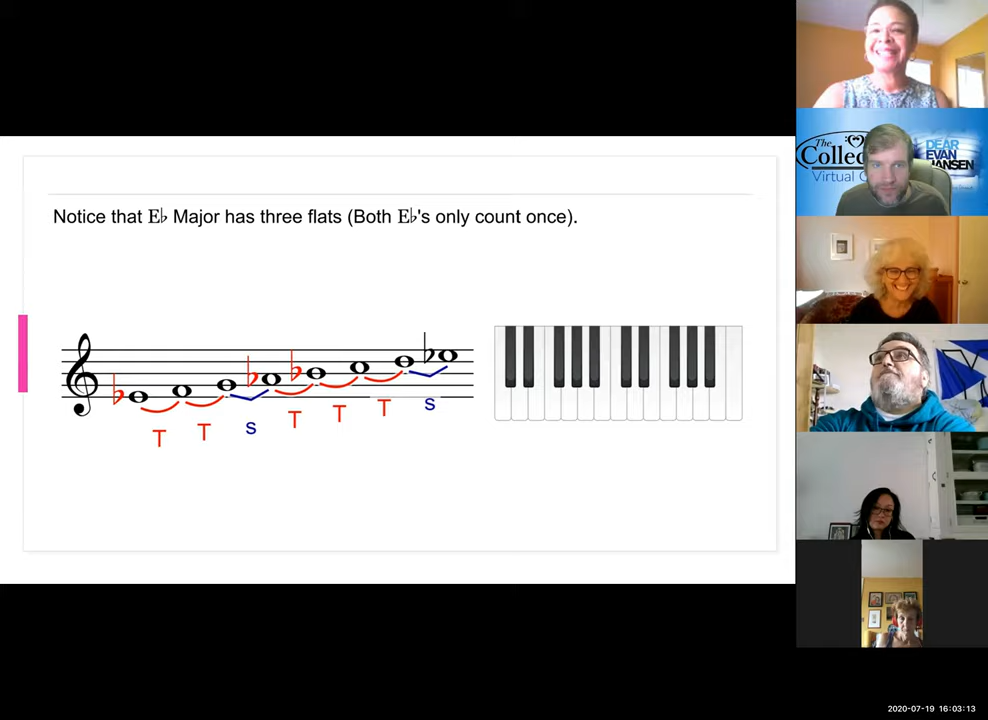 Notice that E♭ Major has three flats (Both E♭'s only count once).
T T s T T T s
The
Collec
Virtual
DEAR
EVAN
HANSEN
2020-07-19 16:03:13